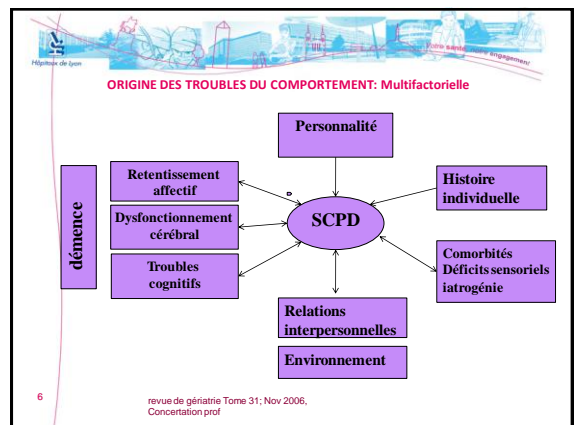 Hôpitaux de Lyon
Votre santé, notre engagement
ORIGINE DES TROUBLES DU COMPORTEMENT: Multifactorielle
Personnalité
Retentissement
affectif
Histoire
individuelle
démence
Dysfonctionnement
cérébral
SCPD
Troubles
cognitifs
Comorbités
Déficits sensoriels
iatrogénie
Relations
interpersonnelles
Environnement
6
revue de gériatrie Tome 31; Nov 2006,
Concertation prof